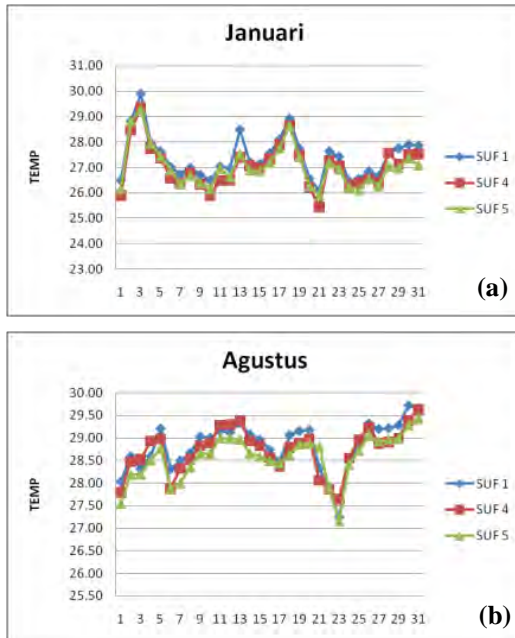 Januari
31.00
30.00
29.00
28.00
27.00
26.00
25.00
24.00
23.00
TEMP
1 3 5 7 9 11 13 15 17 19 21 23 25 27 29 31
SUF 1
SUF 4
SUF 5
(a)
Agustus
30.00
29.50
29.00
28.50
28.00
27.50
27.00
26.50
26.00
25.50
TEMP
1 3 5 7 9 11 13 15 17 19 21 23 25 27 29 31
SUF 1
SUF 4
SUF 5
(b)